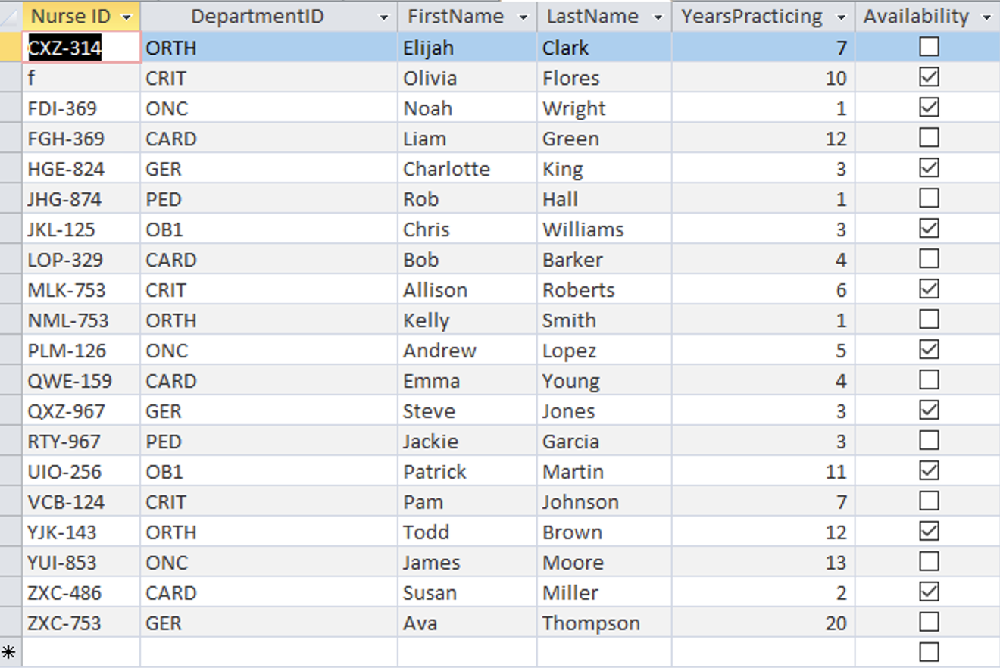 Nurse ID DepartmentID FirstName LastName YearsPracticing Availability
CXZ-314 ORTH Elijah Clark 7
f CRIT Olivia Flores 10
FDI-369 ONC Noah Wright 1
FGH-369 CARD Liam Green 12
HGE-824 GER Charlotte King 3
JHG-874 PED Rob Hall 1
JKL-125 OB1 Chris Williams 3
LOP-329 CARD Bob Barker 4
MLK-753 CRIT Allison Roberts 6
NML-753 ORTH Kelly Smith 1
PLM-126 ONC Andrew Lopez 5
QWE-159 CARD Emma Young 4
QXZ-967 GER Steve Jones 3
RTY-967 PED Jackie Garcia 3
UIO-256 OB1 Patrick Martin 11
VCB-124 CRIT Pam Johnson 7
YJK-143 ORTH Todd Brown 12
YUI-853 ONC James Moore 13
ZXC-486 CARD Susan Miller 2
ZXC-753 GER Ava Thompson 20